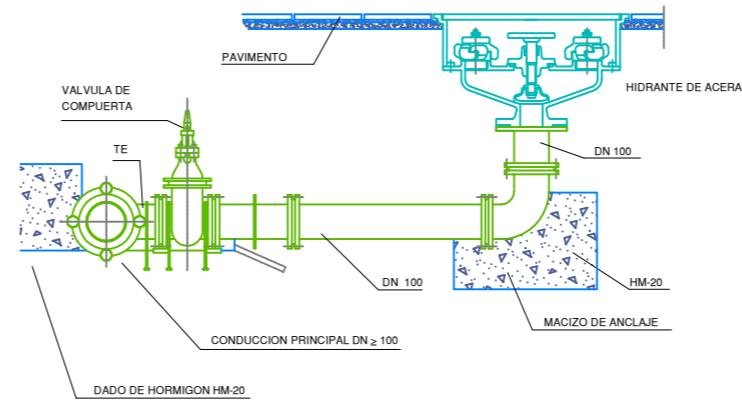 PAVIMENTO
HIDRANTE DE ACERA
VALVULA DE
COMPUERTA
TE
DN 100
DN 100
HM-20
MACIZO DE ANCLAJE
CONDUCCION PRINCIPAL DN ≥ 100
DADO DE HORMIGON HM-20